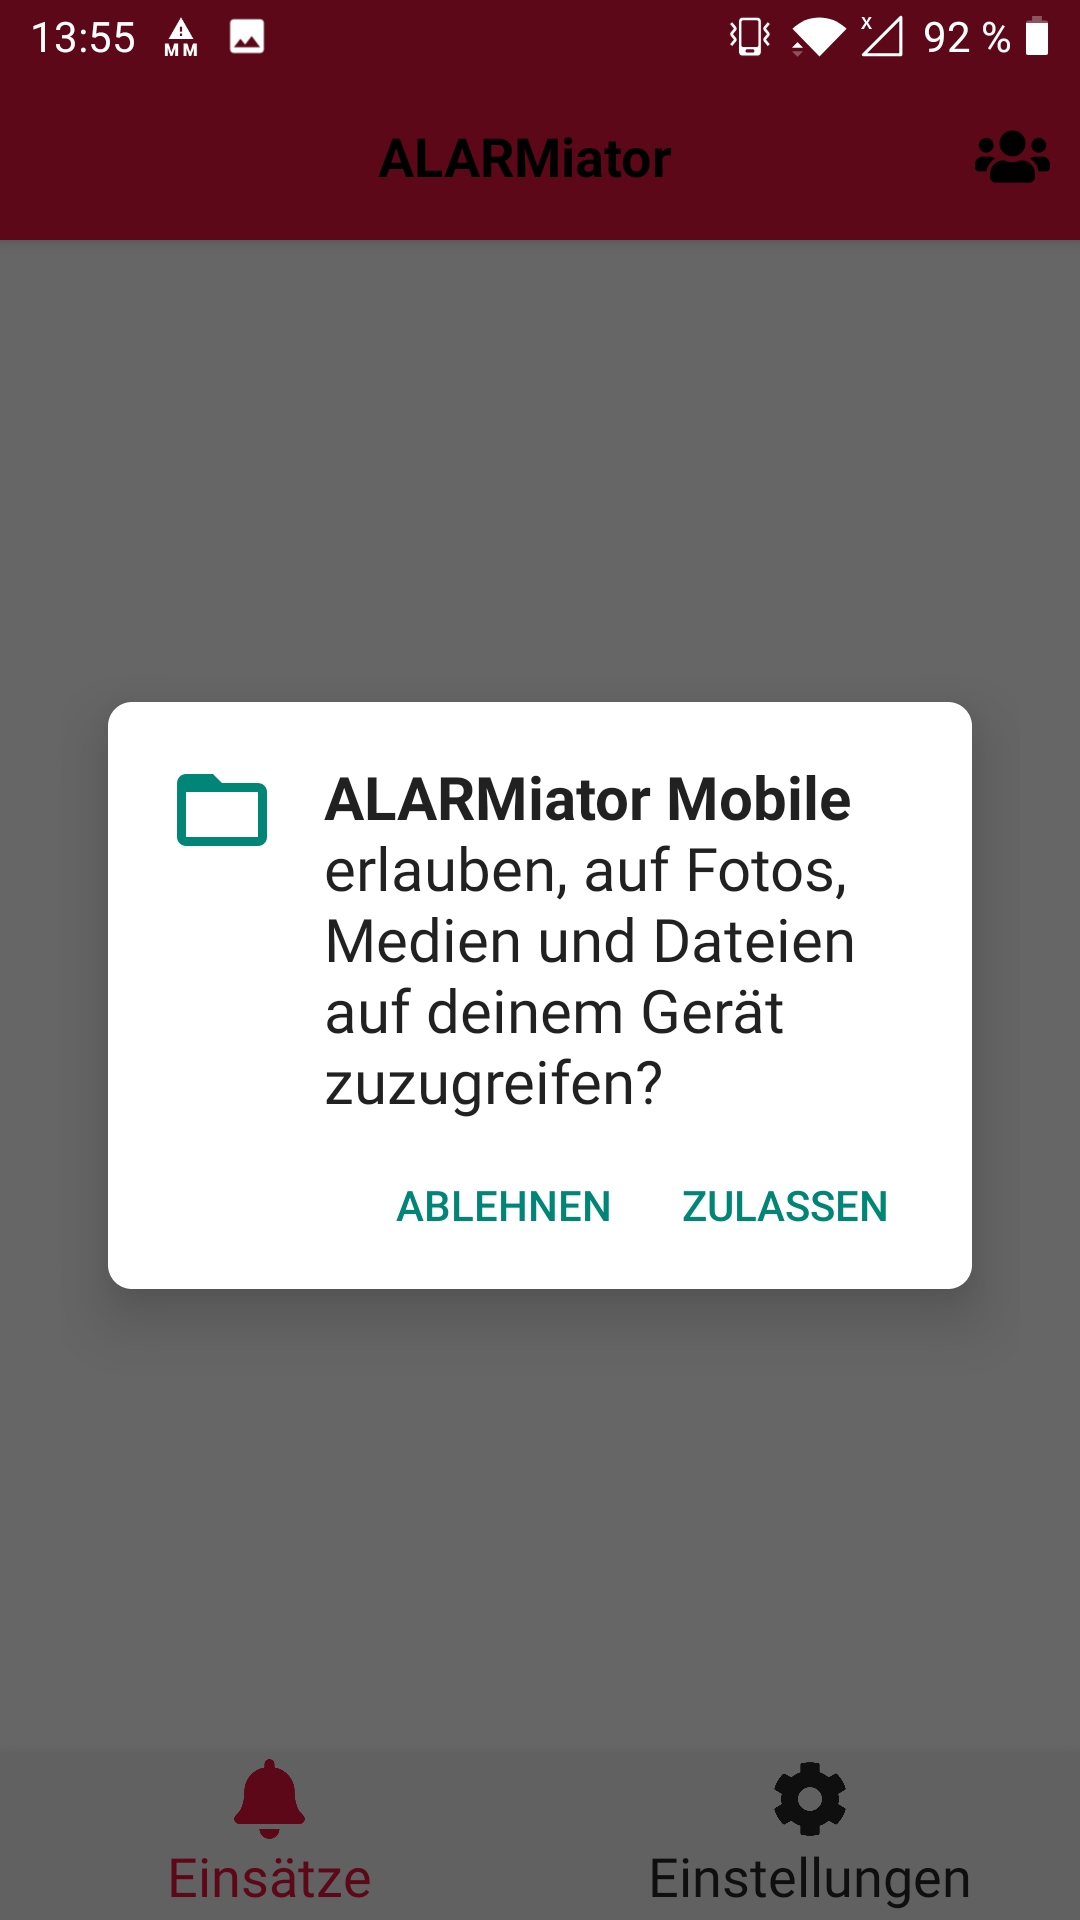 13:55 MM x 92 %
ALARMiator
ALARMiator Mobile
erlauben, auf Fotos,
Medien und Dateien
auf deinem Gerät
zuzugreifen?
ABLEHNEN ZULASSEN
Einsätze Einstellungen